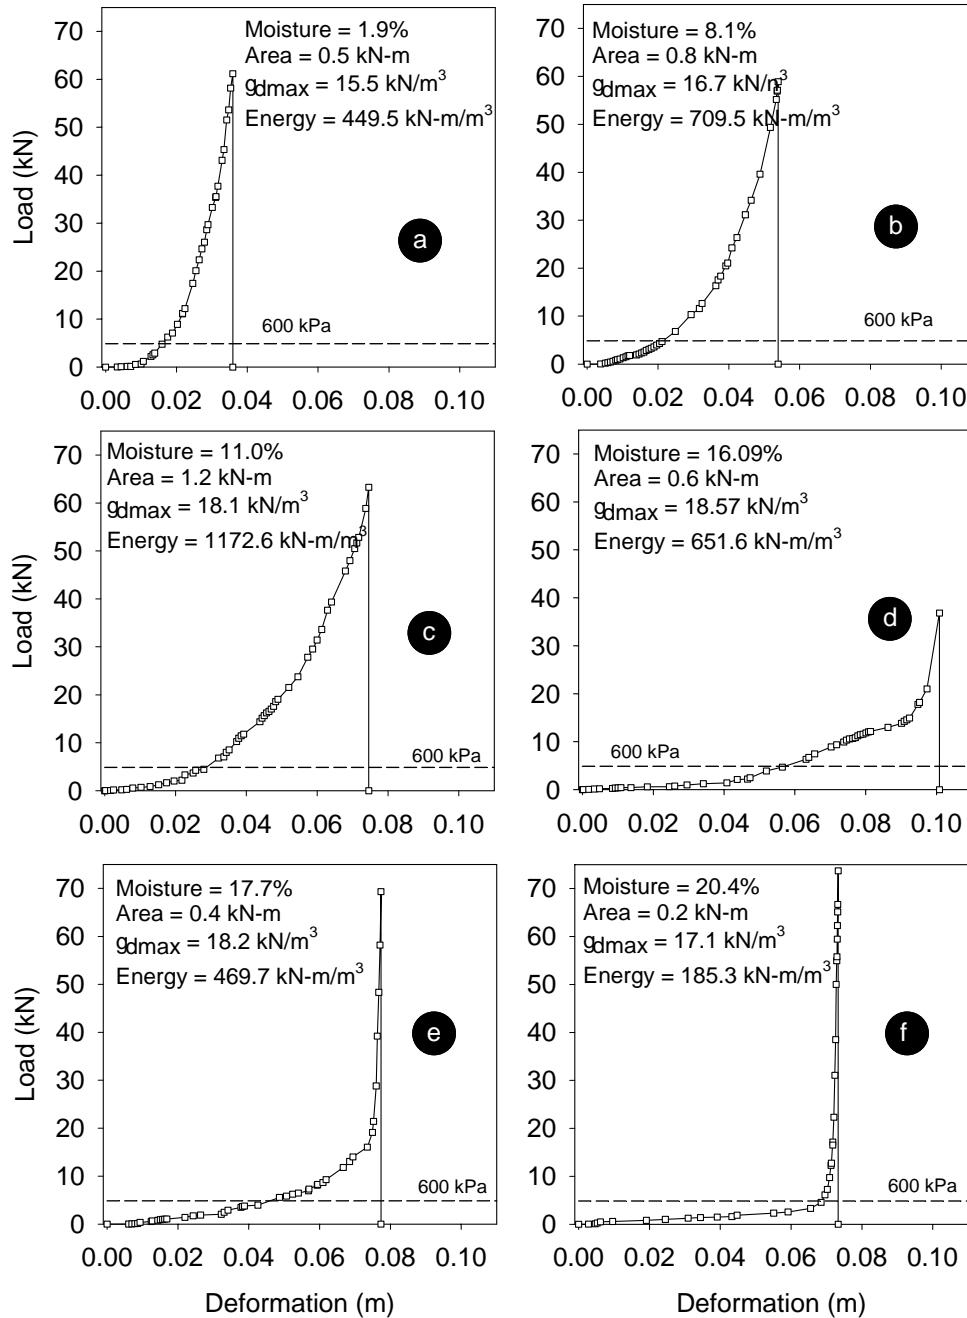 Moisture = 1.9%
Area = 0.5 kN-m
gdmax = 15.5 kN/m3
Energy = 449.5 kN-m/m3
70
60
50
40
30
20
10
0
Load (kN)
a
600 kPa
0.00 0.02 0.04 0.06 0.08 0.10
Moisture = 8.1%
Area = 0.8 kN-m
gdmax = 16.7 kN/m3
Energy = 709.5 kN-m/m3
70
60
50
40
30
20
10
0
b
600 kPa
0.00 0.02 0.04 0.06 0.08 0.10
Moisture = 11.0%
Area = 1.2 kN-m
gdmax = 18.1 kN/m3
Energy = 1172.6 kN-m/m3
70
60
50
40
30
20
10
0
Load (kN)
c
600 kPa
0.00 0.02 0.04 0.06 0.08 0.10
Moisture = 16.09%
Area = 0.6 kN-m
gdmax = 18.57 kN/m3
Energy = 651.6 kN-m/m3
70
60
50
40
30
20
10
0
d
600 kPa
0.00 0.02 0.04 0.06 0.08 0.10
Moisture = 17.7%
Area = 0.4 kN-m
gdmax = 18.2 kN/m3
Energy = 469.7 kN-m/m3
70
60
50
40
30
20
10
0
Load (kN)
e
600 kPa
0.00 0.02 0.04 0.06 0.08 0.10
Deformation (m)
Moisture = 20.4%
Area = 0.2 kN-m
gdmax = 17.1 kN/m3
Energy = 185.3 kN-m/m3
70
60
50
40
30
20
10
0
f
600 kPa
0.00 0.02 0.04 0.06 0.08 0.10
Deformation (m)